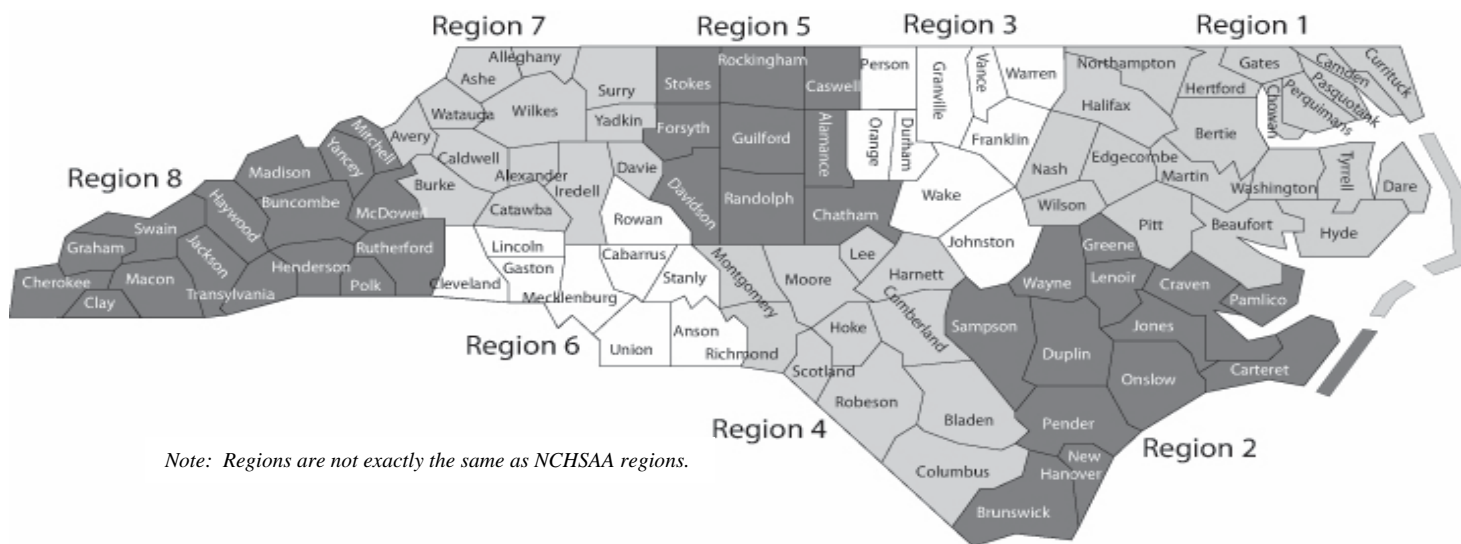 Region 7
Region 5
Region 3
Region 1
Alleghany
Ashe
Surry
Stokes
Rockingham
Caswell
Person
Granville
Vance
Warren
Northampton
Gates
Camden
Currituck
Pasquotank
Perquimans
Chowan
Hertford
Halifax
Watauga
Wilkes
Yadkin
Forsyth
Guilford
Alamance
Orange
Durham
Franklin
Bertie
Mitchell
Avery
Yancey
Madison
Caldwell
Alexander
Iredell
Davie
Davidson
Randolph
Nash
Edgecombe
Martin
Washington
Tyrrell
Dare
Region 8
Burke
Catawba
Rowan
Chatham
Wake
Wilson
Haywood
Buncombe
McDowell
Swain
Pitt
Beaufort
Hyde
Graham
Jackson
Rutherford
Lincoln
Cabarrus
Stanly
Montgomery
Moore
Lee
Harnett
Johnston
Greene
Cherokee
Macon
Henderson
Polk
Cleveland
Gaston
Wayne
Lenoir
Craven
Pamlico
Clay
Transylvania
Mecklenburg
Cumberland
Sampson
Jones
Region 6
Union
Anson
Richmond
Hoke
Scotland
Duplin
Onslow
Carteret
Robeson
Bladen
Pender
Region 4
Region 2
Note: Regions are not exactly the same as NCHSAA regions.
Columbus
New
Hanover
Brunswick